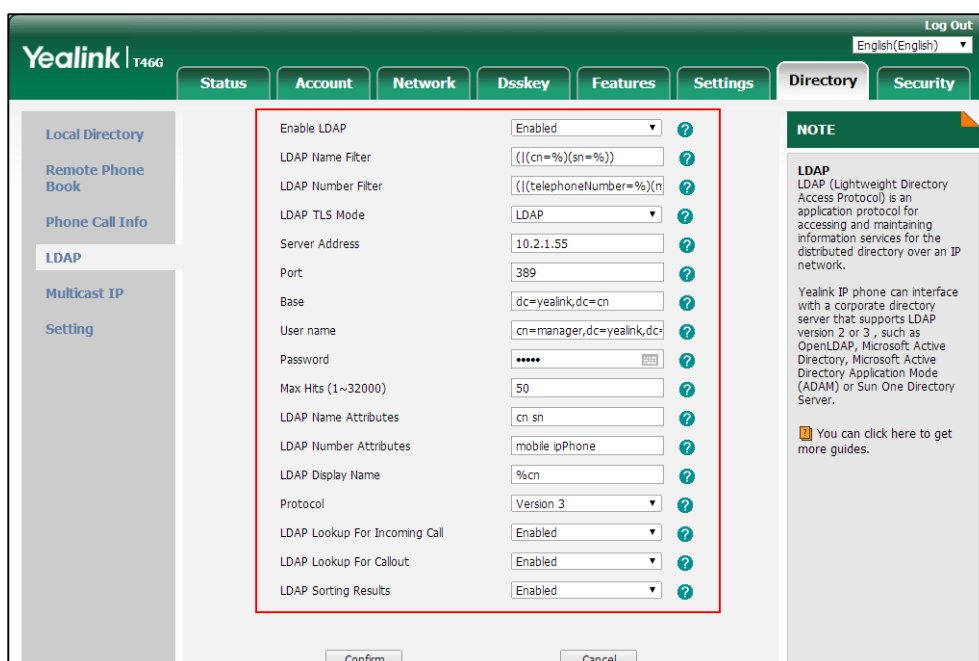 Log Out
Yealink T46G
English(English)
Status Account Network Dsskey Features Settings Directory Security
Local Directory
Remote Phone
Book
Phone Call Info
LDAP
Multicast IP
Setting
Enable LDAP Enabled
LDAP Name Filter (|(cn=%)(sn=%))
LDAP Number Filter (|(telephoneNumber=%)(m
LDAP TLS Mode LDAP
Server Address 10.2.1.55
Port 389
Base dc=yealink,dc=cn
User name cn=manager,dc=yealink,dc=
Password •••••
Max Hits (1~32000) 50
LDAP Name Attributes cn sn
LDAP Number Attributes mobile ipPhone
LDAP Display Name %cn
Protocol Version 3
LDAP Lookup For Incoming Call Enabled
LDAP Lookup For Callout Enabled
LDAP Sorting Results Enabled
Confirm Cancel
NOTE
LDAP
LDAP (Lightweight Directory
Access Protocol) is an
application protocol for
accessing and maintaining
information services for the
distributed directory over an IP
network.
Yealink IP phone can interface
with a corporate directory
server that supports LDAP
version 2 or 3 , such as
OpenLDAP, Microsoft Active
Directory, Microsoft Active
Directory Application Mode
(ADAM) or Sun One Directory
Server.
You can click here to get
more guides.